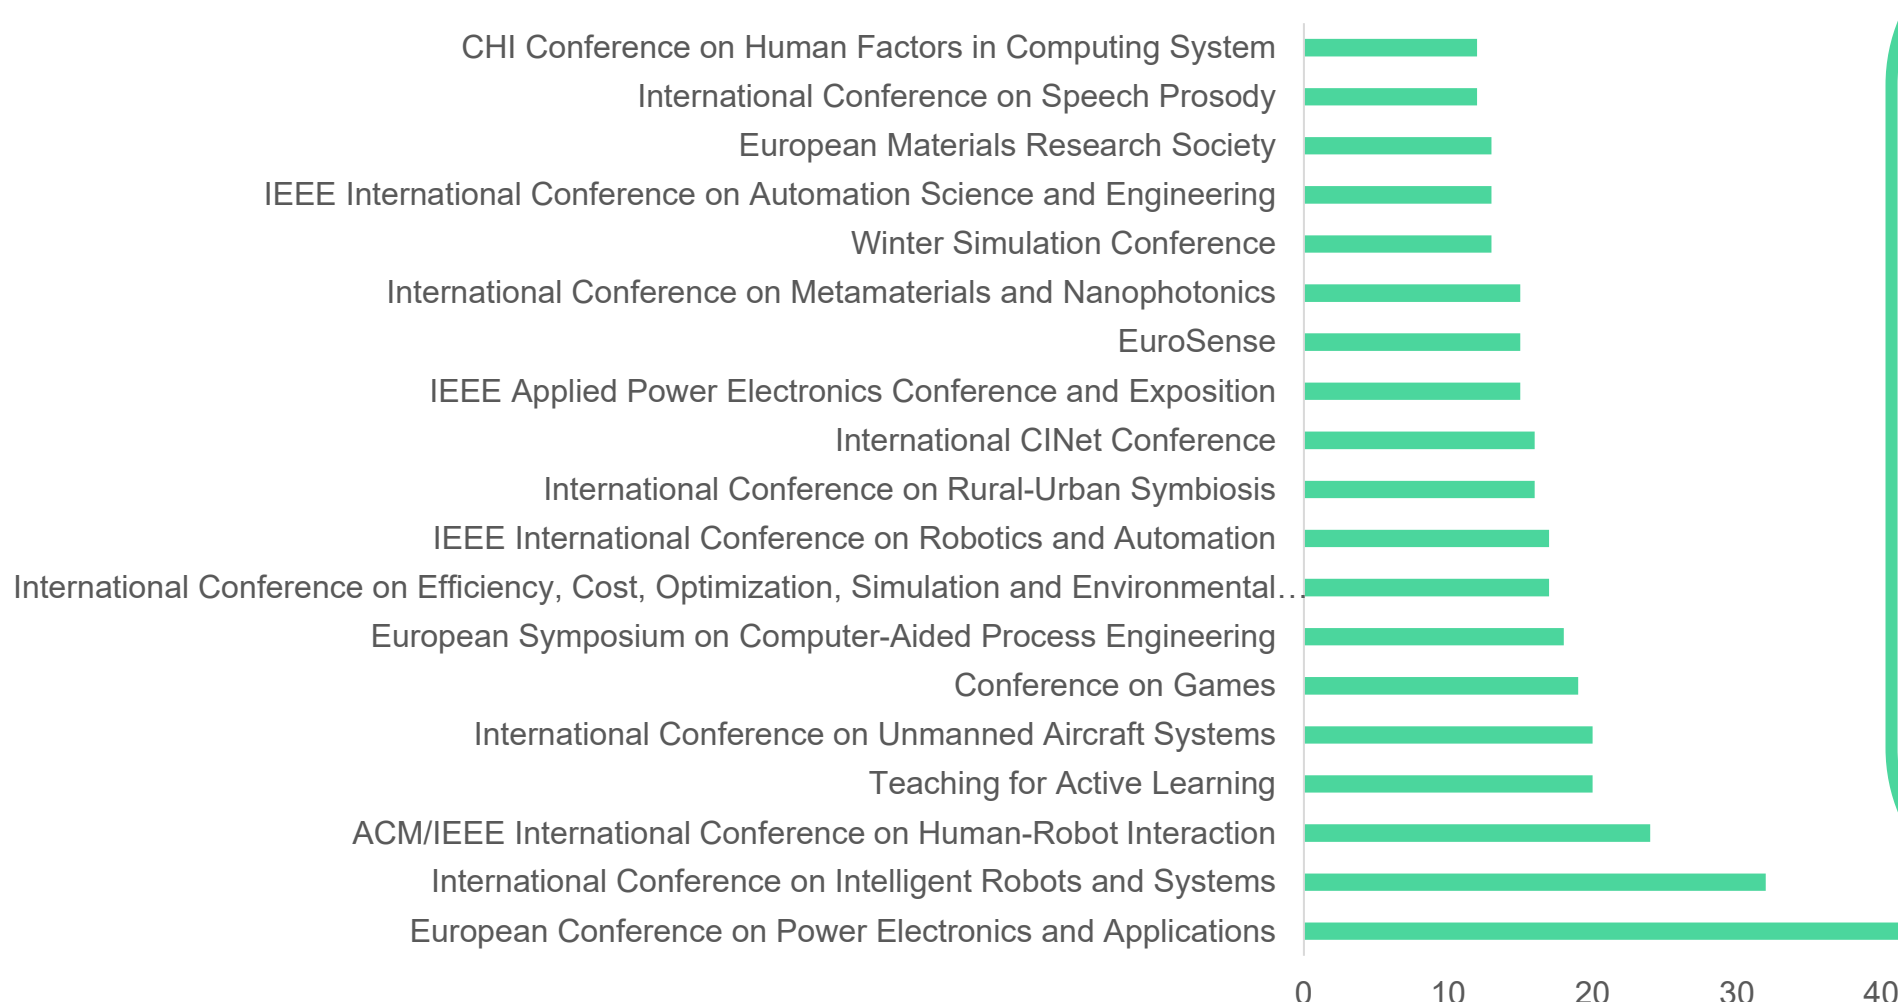 CHI Conference on Human Factors in Computing System
International Conference on Speech Prosody
European Materials Research Society
IEEE International Conference on Automation Science and Engineering
Winter Simulation Conference
International Conference on Metamaterials and Nanophotonics
EuroSense
IEEE Applied Power Electronics Conference and Exposition
International CINet Conference
International Conference on Rural-Urban Symbiosis
IEEE International Conference on Robotics and Automation
International Conference on Efficiency, Cost, Optimization, Simulation and Environmental…
European Symposium on Computer-Aided Process Engineering
Conference on Games
International Conference on Unmanned Aircraft Systems
Teaching for Active Learning
ACM/IEEE International Conference on Human-Robot Interaction
International Conference on Intelligent Robots and Systems
European Conference on Power Electronics and Applications
0 10 20 30 40